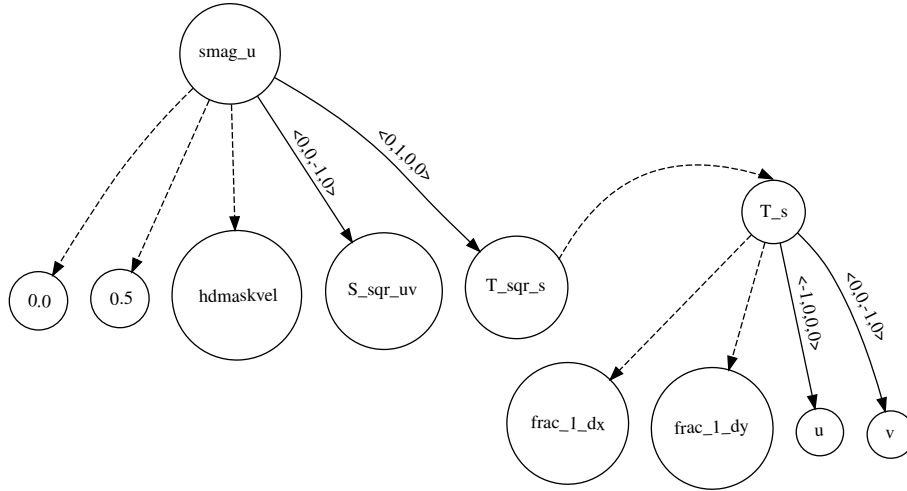 smag_u
<0,0,-1,0>
<0,1,0,0>
T_s
0.0
0.5
hdmaskvel
S_sqr_uv
T_sqr_s
<-1,0,0,0>
<0,0,-1,0>
frac_1_dx
frac_1_dy
u
v